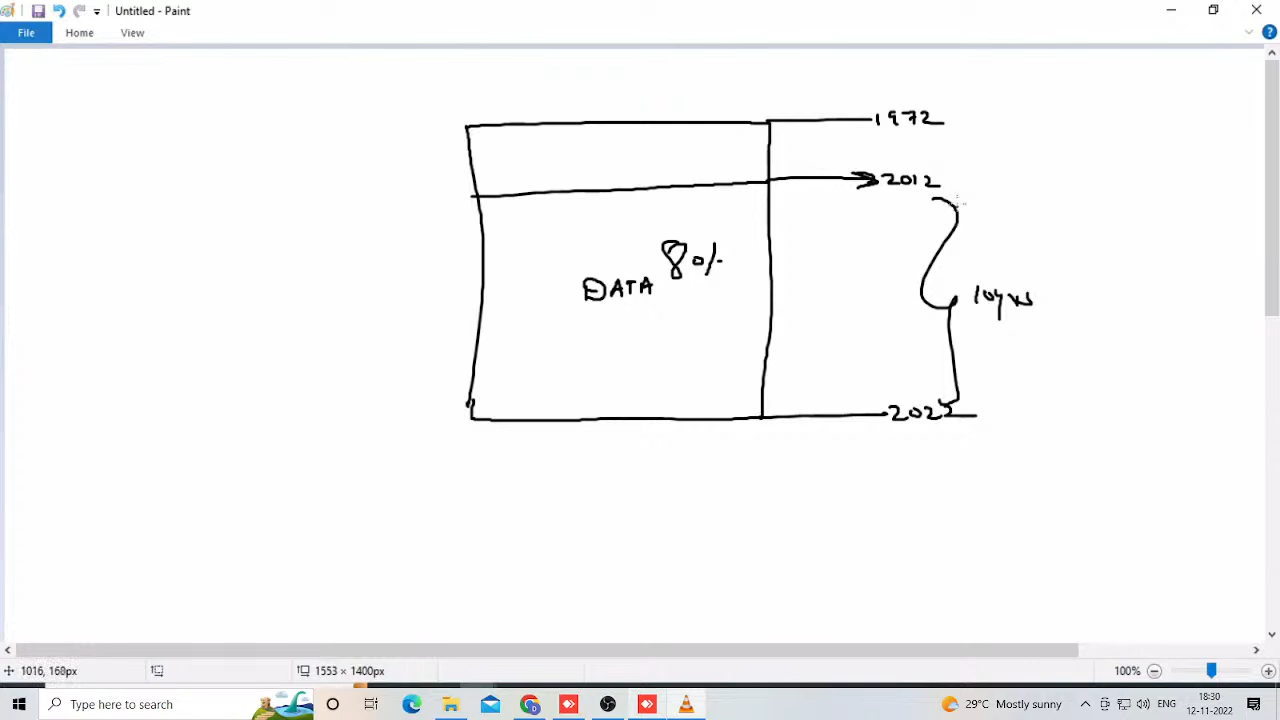 Untitled - Paint
File Home View
1972
2012
80%
DATA
10yrs
2022
1016, 168px
1553 × 1400px
100%
Type here to search
29°C Mostly sunny
ENG
18:30
12-11-2022